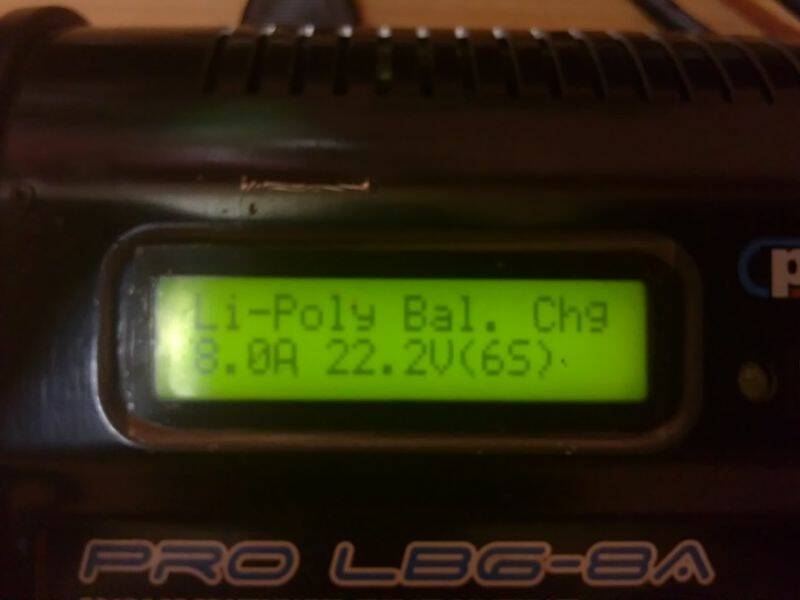 Li-Poly Bal. Chg
8.0A 22.2V(6S)
PRO LBG-8A